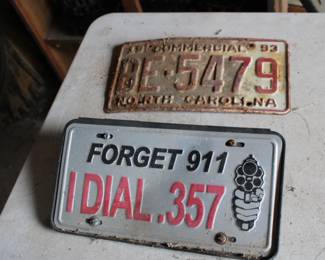 COMMERCIAL 93
5479
NORTH CAROLINA
FORGET 911
I DIAL .357